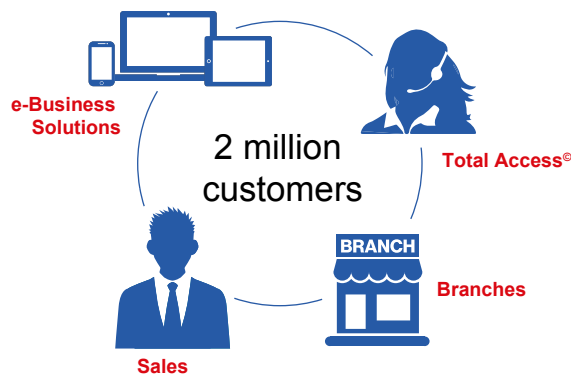 e-Business
Solutions
Total Access©
2 million
customers
BRANCH
Branches
Sales